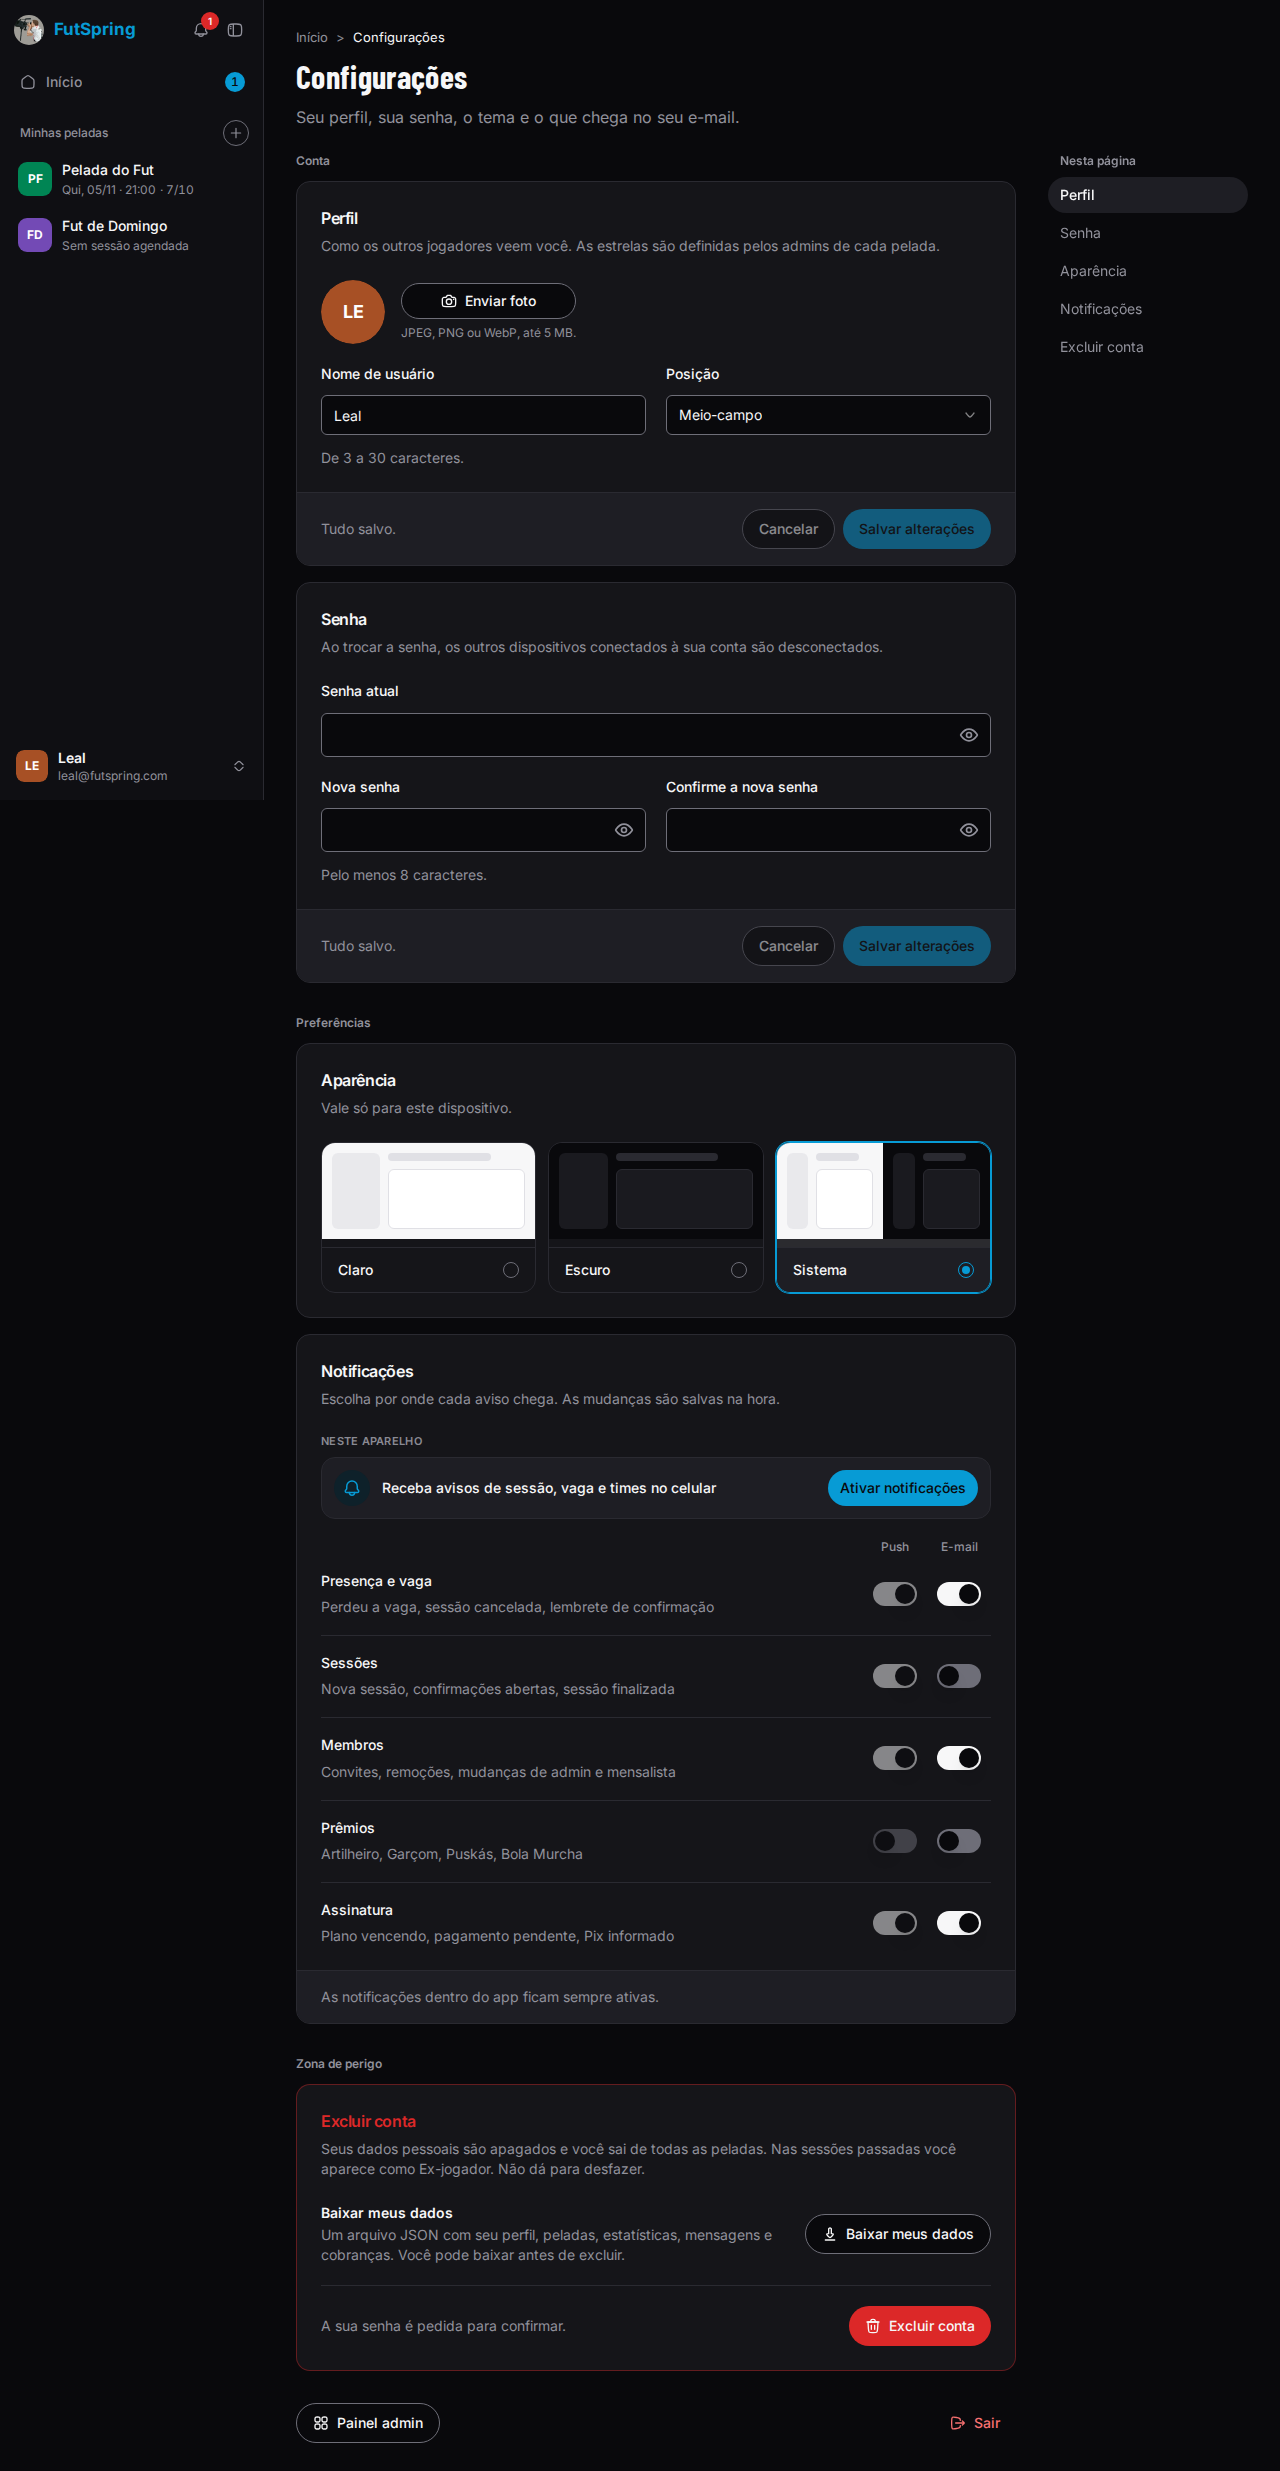 FutSpring
1
Início
1
Minhas peladas
PF
Pelada do Fut
Qui, 05/11 · 21:00 · 7/10
FD
Fut de Domingo
Sem sessão agendada
LE
Leal
leal@futspring.com
Início > Configurações
Configurações
Seu perfil, sua senha, o tema e o que chega no seu e-mail.
Conta
Perfil
Como os outros jogadores veem você. As estrelas são definidas pelos admins de cada pelada.
LE
Enviar foto
JPEG, PNG ou WebP, até 5 MB.
Nome de usuário
Posição
Leal
Meio-campo
De 3 a 30 caracteres.
Tudo salvo.
Cancelar
Salvar alterações
Senha
Ao trocar a senha, os outros dispositivos conectados à sua conta são desconectados.
Senha atual
Nova senha
Confirme a nova senha
Pelo menos 8 caracteres.
Tudo salvo.
Cancelar
Salvar alterações
Preferências
Aparência
Vale só para este dispositivo.
Claro
Escuro
Sistema
Notificações
Escolha por onde cada aviso chega. As mudanças são salvas na hora.
NESTE APARELHO
Receba avisos de sessão, vaga e times no celular
Ativar notificações
Push
E-mail
Presença e vaga
Perdeu a vaga, sessão cancelada, lembrete de confirmação
Sessões
Nova sessão, confirmações abertas, sessão finalizada
Membros
Convites, remoções, mudanças de admin e mensalista
Prêmios
Artilheiro, Garçom, Puskás, Bola Murcha
Assinatura
Plano vencendo, pagamento pendente, Pix informado
As notificações dentro do app ficam sempre ativas.
Zona de perigo
Excluir conta
Seus dados pessoais são apagados e você sai de todas as peladas. Nas sessões passadas você
aparece como Ex-jogador. Não dá para desfazer.
Baixar meus dados
Um arquivo JSON com seu perfil, peladas, estatísticas, mensagens e
cobranças. Você pode baixar antes de excluir.
Baixar meus dados
A sua senha é pedida para confirmar.
Excluir conta
Painel admin
Sair
Nesta página
Perfil
Senha
Aparência
Notificações
Excluir conta